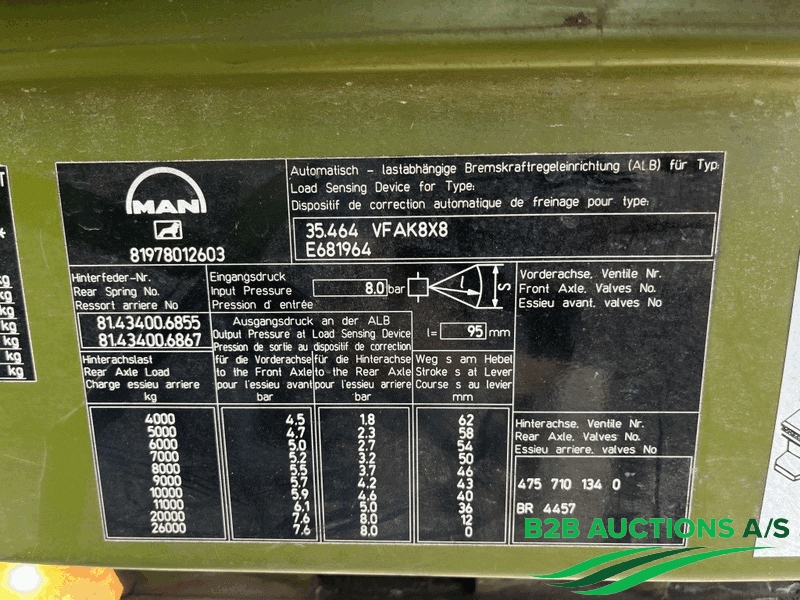 T
*
kg
kg
kg
kg
kg
kg
MAN
81978012603
Automatisch - lastabhängige Bremskraftregeleinrichtung (ALB) für Typ:
Load Sensing Device for Type:
Dispositif de correction automatique de freinage pour type:
35.464 VFAK8X8
E681964
Hinterfeder-Nr.
Rear Spring No.
Ressort arriere No
81.43400.6855
81.43400.6867
Eingangsdruck
Input Pressure 8.0 bar
Pression d'entrée
L
S
Ausgangsdruck an der ALB
Output Pressure at Load Sensing Device
Pression de sortie au dispositif de correction
l= 95 mm
Vorderachse, Ventile Nr.
Front Axle, Valves No.
Essieu avant, valves No
Hinterachslast
Rear Axle Load
Charge essieu arriere
kg
für die Vorderachse
to the Front Axle
pour l'essieu avant
bar
für die Hinterachse
to the Rear Axle
pour l'essieu arriere
bar
Weg s am Hebel
Stroke s at Lever
Course s au levier
mm
4000 4.5 1.8 62
5000 4.7 2.3 58
6000 5.0 2.7 54
7000 5.2 3.2 50
8000 5.5 3.7 46
9000 5.7 4.2 43
10000 5.9 4.6 40
11000 6.1 5.0 36
20000 7.6 8.0 12
26000 7.6 8.0 0
Hinterachse, Ventile Nr.
Rear Axle, Valves No.
Essieu arriere, valves No
475 710 134 0
BR 4457
B2B AUCTIONS A/S